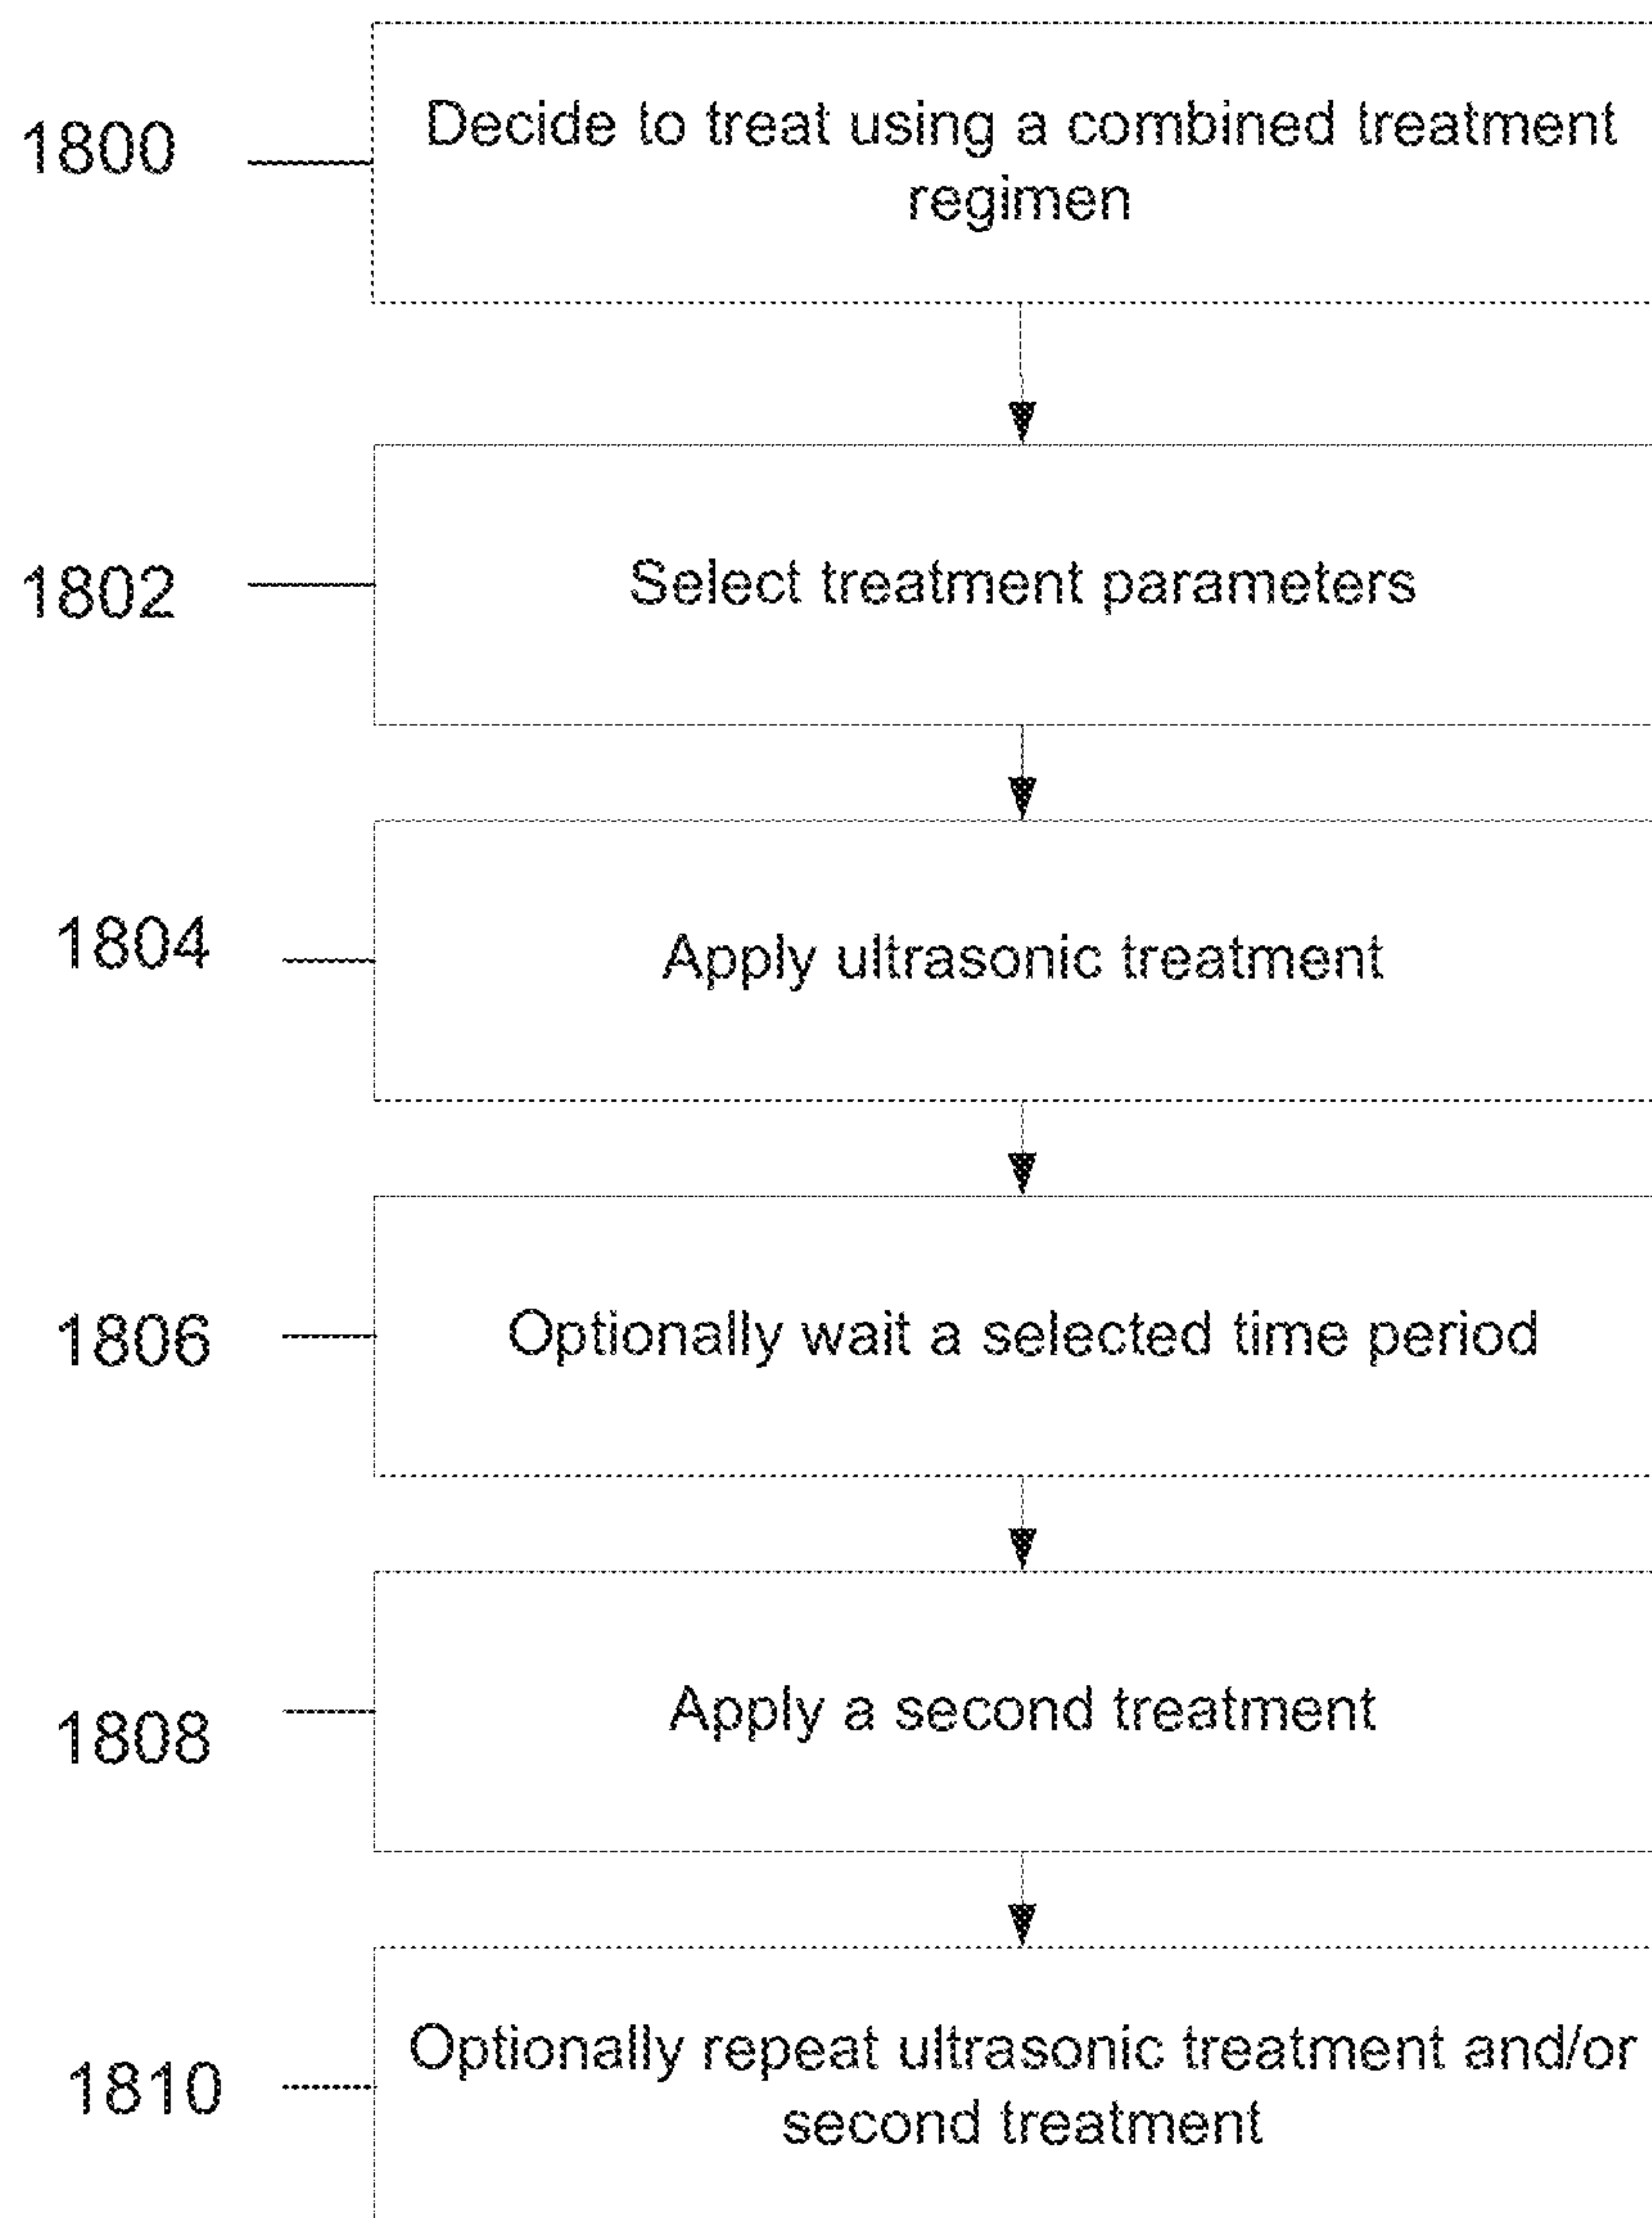 1800
Decide to treat using a combined treatment
regimen
1802
Select treatment parameters
1804
Apply ultrasonic treatment
1806
Optionally wait a selected time period
1808
Apply a second treatment
1810
Optionally repeat ultrasonic treatment and/or
second treatment